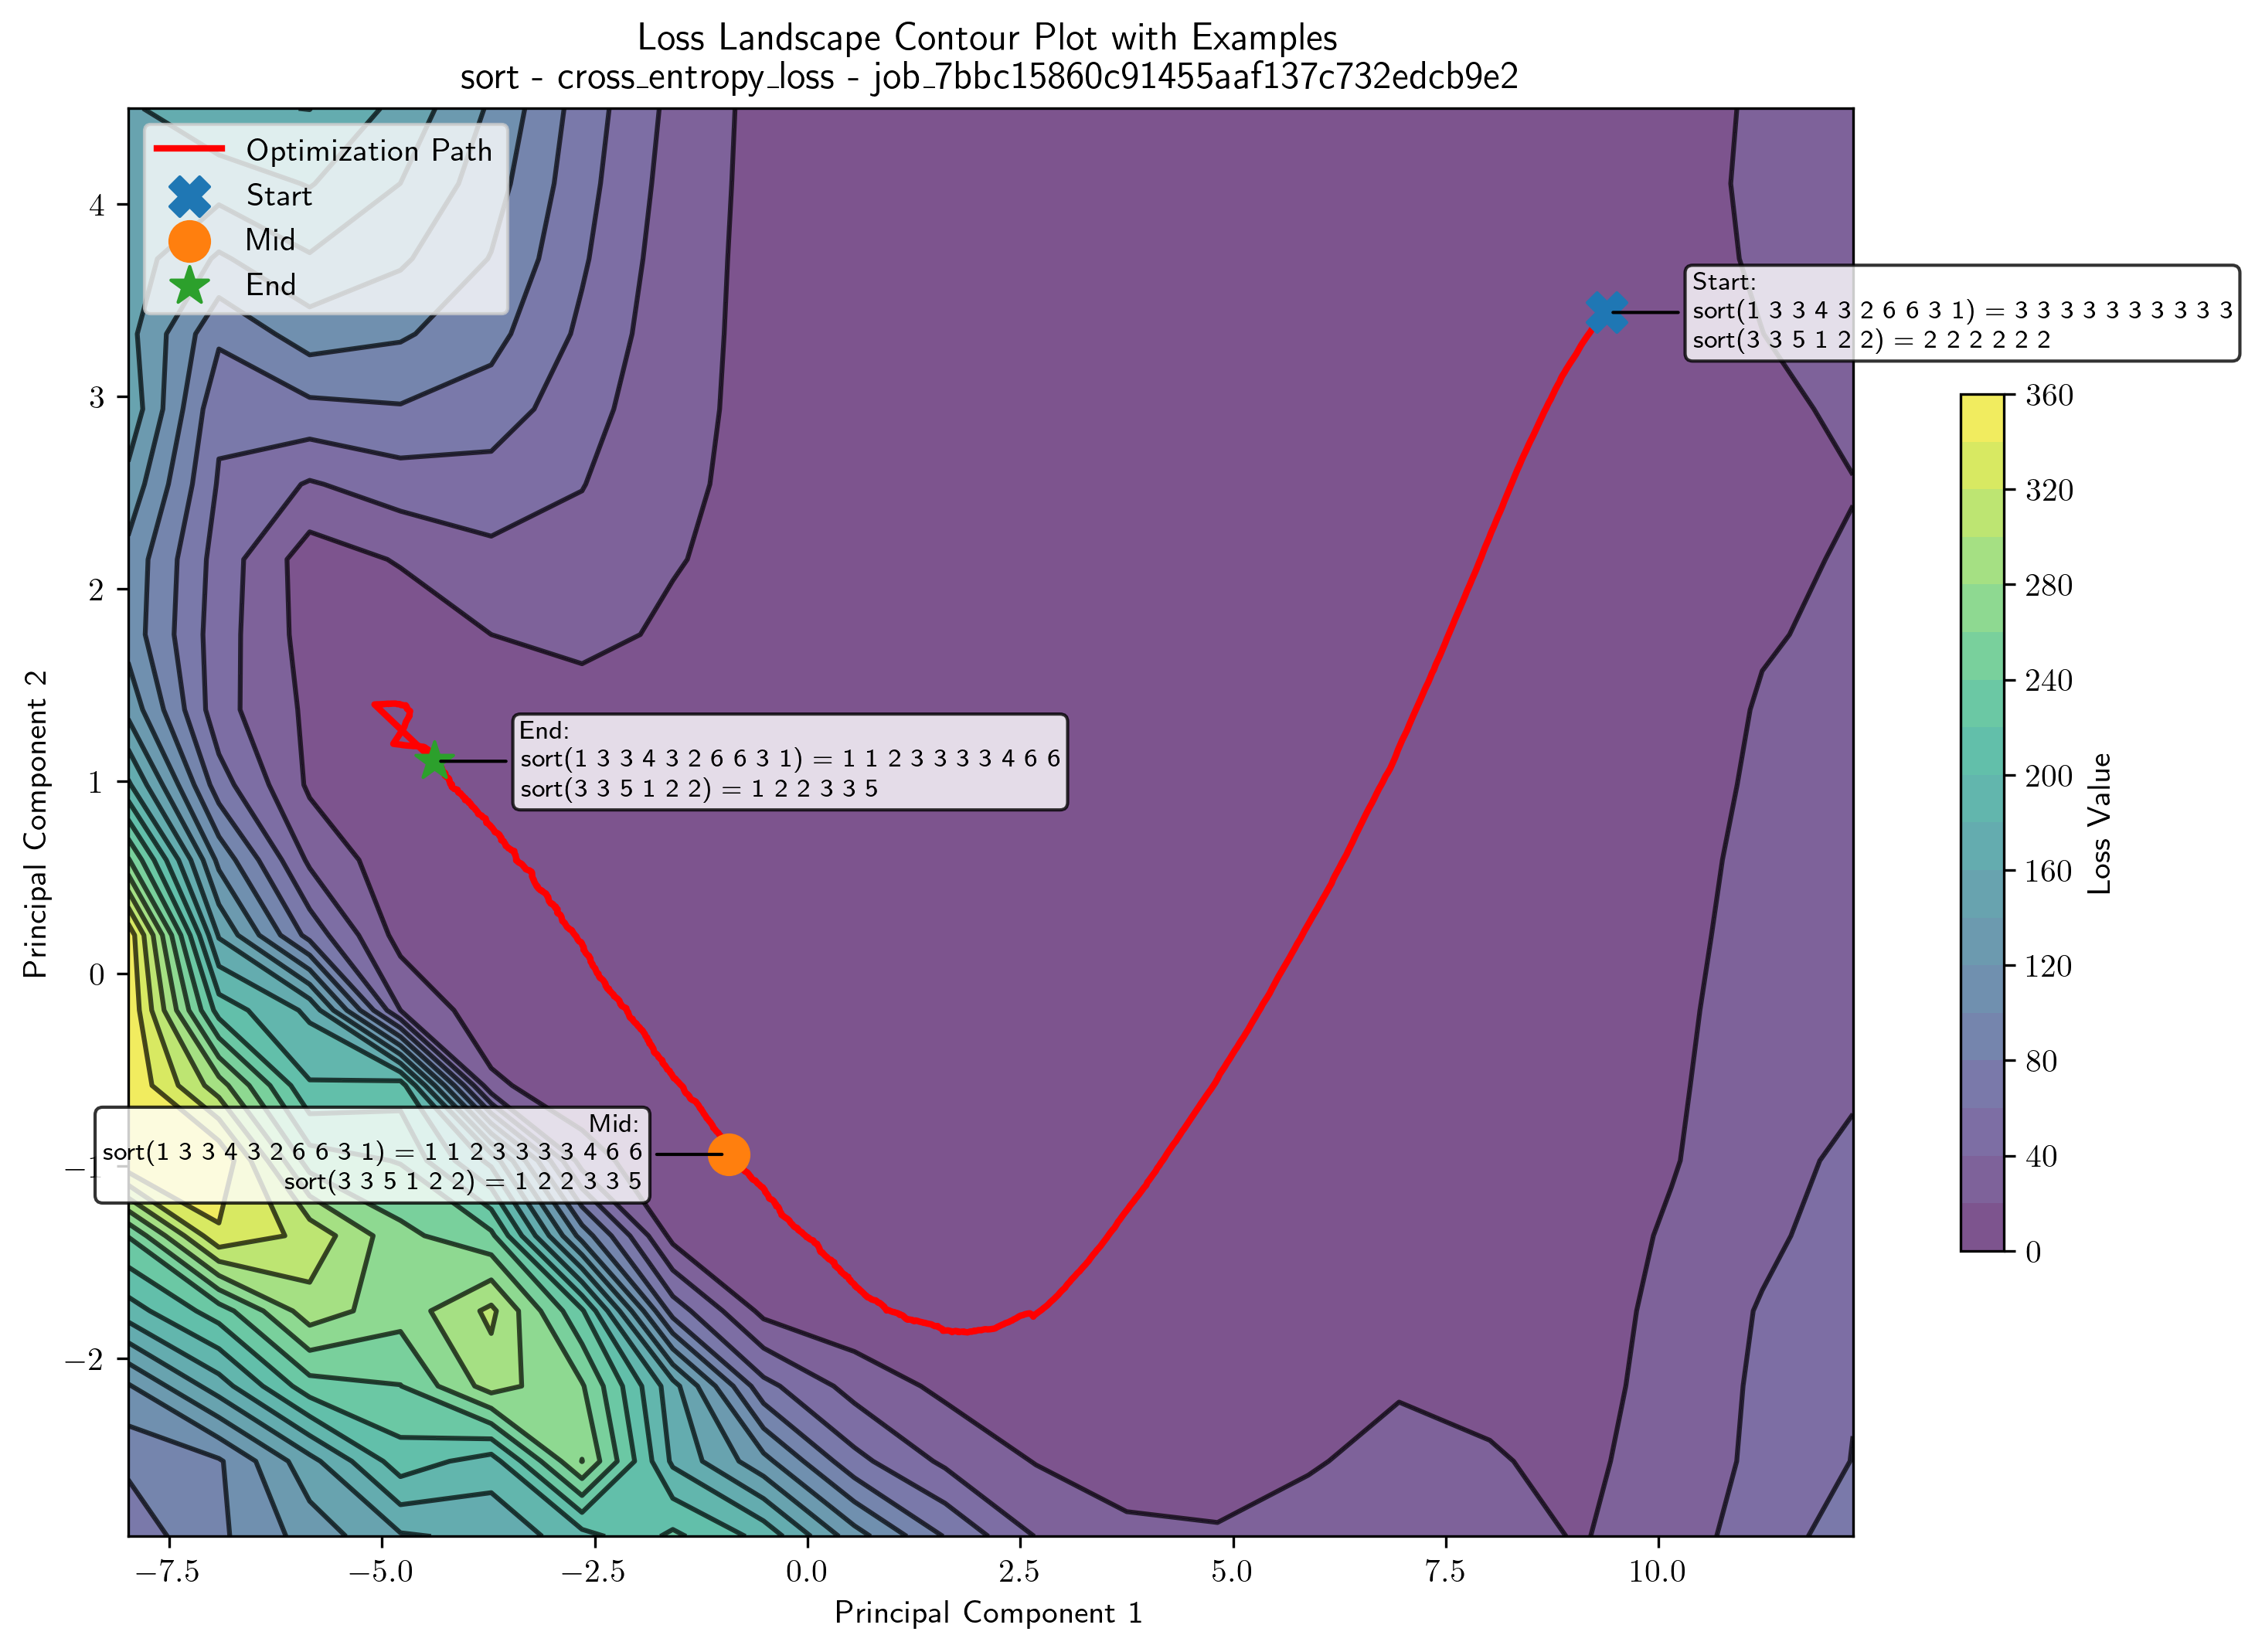 Loss Landscape Contour Plot with Examples
sort - cross_entropy_loss - job_7bbc15860c91455aaf137c732edcb9e2
Optimization Path
Start
Mid
End
Start:
sort(1 3 3 4 3 2 6 6 3 1) = 3 3 3 3 3 3 3 3 3 3
sort(3 3 5 1 2 2) = 2 2 2 2 2 2
End:
sort(1 3 3 4 3 2 6 6 3 1) = 1 1 2 3 3 3 3 4 6 6
sort(3 3 5 1 2 2) = 1 2 2 3 3 5
Mid:
sort(1 3 3 4 3 2 6 6 3 1) = 1 1 2 3 3 3 3 4 6 6
sort(3 3 5 1 2 2) = 1 2 2 3 3 5
4
3
2
1
0
−1
−2
Principal Component 2
−7.5
−5.0
−2.5
0.0
2.5
5.0
7.5
10.0
Principal Component 1
360
320
280
240
200
160
120
80
40
0
Loss Value